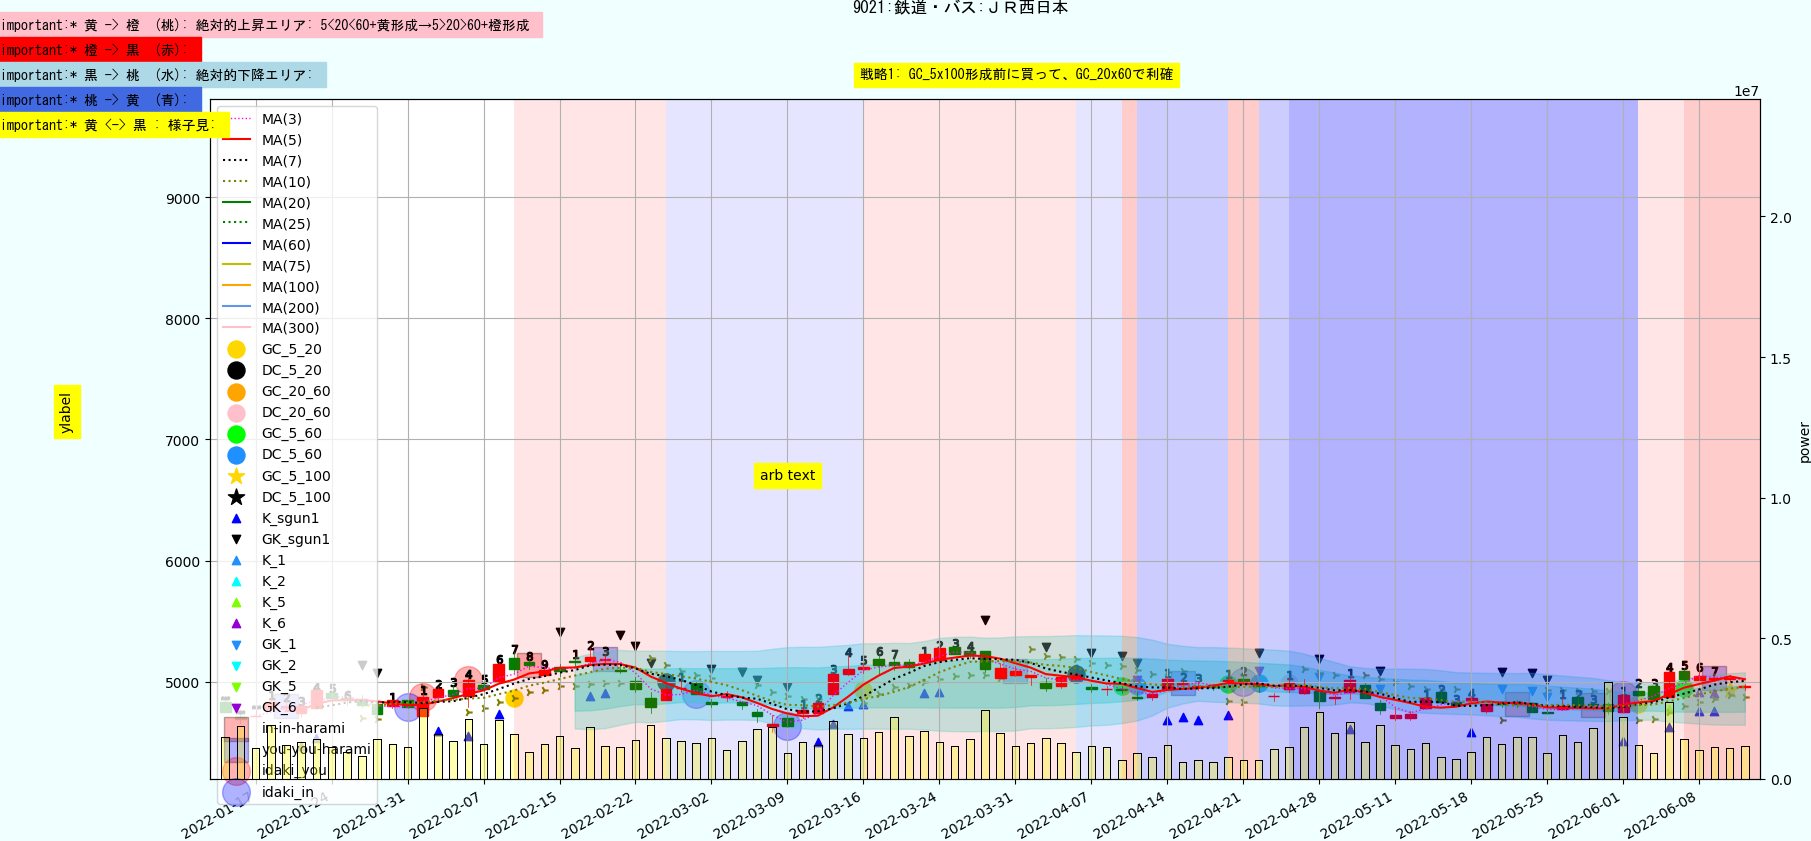 9021:鉄道・バス:ＪＲ西日本
important:* 黄 -> 橙 (桃): 絶対的上昇エリア: 5<20<60+黄形成→5>20>60+橙形成
important:* 橙 -> 黒 (赤):
important:* 黒 -> 桃 (水): 絶対的下降エリア:
戦略1: GC_5x100形成前に買って、GC_20x60で利確
important:* 桃 -> 黄 (青):
important:* 黄 <-> 黒 : 様子見:
1e7
MA(3)
MA(5)
MA(7)
MA(10)
MA(20)
MA(25)
MA(60)
MA(75)
MA(100)
MA(200)
MA(300)
GC_5_20
DC_5_20
GC_20_60
DC_20_60
GC_5_60
DC_5_60
GC_5_100
DC_5_100
K_sgun1
GK_sgun1
K_1
K_2
K_5
K_6
GK_1
GK_2
GK_5
GK_6
in-in-harami
you-you-harami
idaki_you
idaki_in
9000
8000
7000
6000
5000
ylabel
arb text
2.0
1.5
1.0
0.5
0.0
power
2022-01-17
2022-01-24
2022-01-31
2022-02-07
2022-02-15
2022-02-22
2022-03-02
2022-03-09
2022-03-16
2022-03-24
2022-03-31
2022-04-07
2022-04-14
2022-04-21
2022-04-28
2022-05-11
2022-05-18
2022-05-25
2022-06-01
2022-06-08